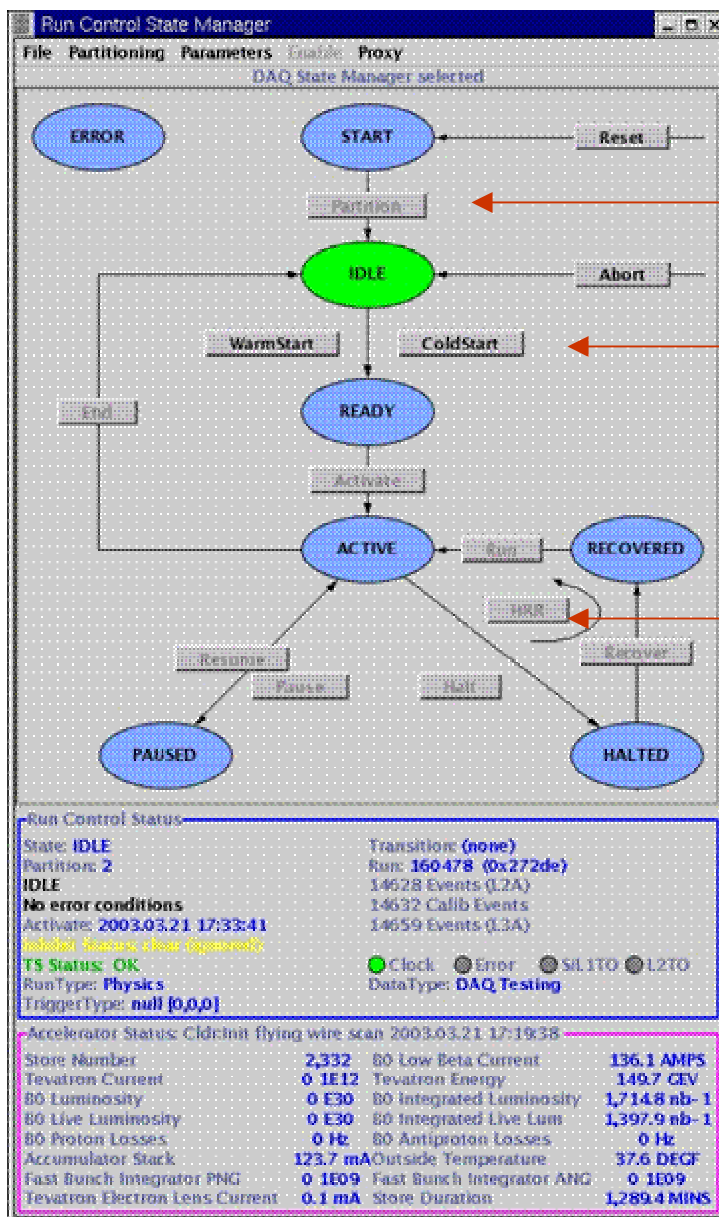 Run Control State Manager
File Partitioning Parameters Enable Proxy
DAQ State Manager selected
ERROR
START
Reset
Partition
IDLE
Abort
WarmStart
ColdStart
End
READY
Activate
ACTIVE
Run
RECOVERED
HRR
Resume
Recover
Pause
Halt
PAUSED
HALTED
Run Control Status
State: IDLE Transition: (none)
Partition: 2 Run: 160478 (0x272de)
IDLE 14628 Events (L2A)
No error conditions 14632 Calib Events
Activate: 2003.03.21 17:33:41 14659 Events (L3A)
Inhibit Status: clear (ignored)
TS Status: OK Clock Error SiL1TO L2TO
RunType: Physics DataType: DAQ Testing
TriggerType: null [0,0,0]
Accelerator Status: Cldr:Init flying wire scan 2003.03.21 17:19:38
Store Number 2,332 B0 Low Beta Current 136.1 AMPS
Tevatron Current 0 1E12 Tevatron Energy 149.7 GEV
B0 Luminosity 0 E30 B0 Integrated Luminosity 1,714.8 nb-1
B0 Live Luminosity 0 E30 B0 Integrated Live Lum 1,397.9 nb-1
B0 Proton Losses 0 Hz B0 Antiproton Losses 0 Hz
Accumulator Stack 123.7 mA Outside Temperature 37.6 DEGF
Fast Bunch Integrator PNG 0 1E09 Fast Bunch Integrator ANG 0 1E09
Tevatron Electron Lens Current 0.1 mA Store Duration 1,289.4 MINS